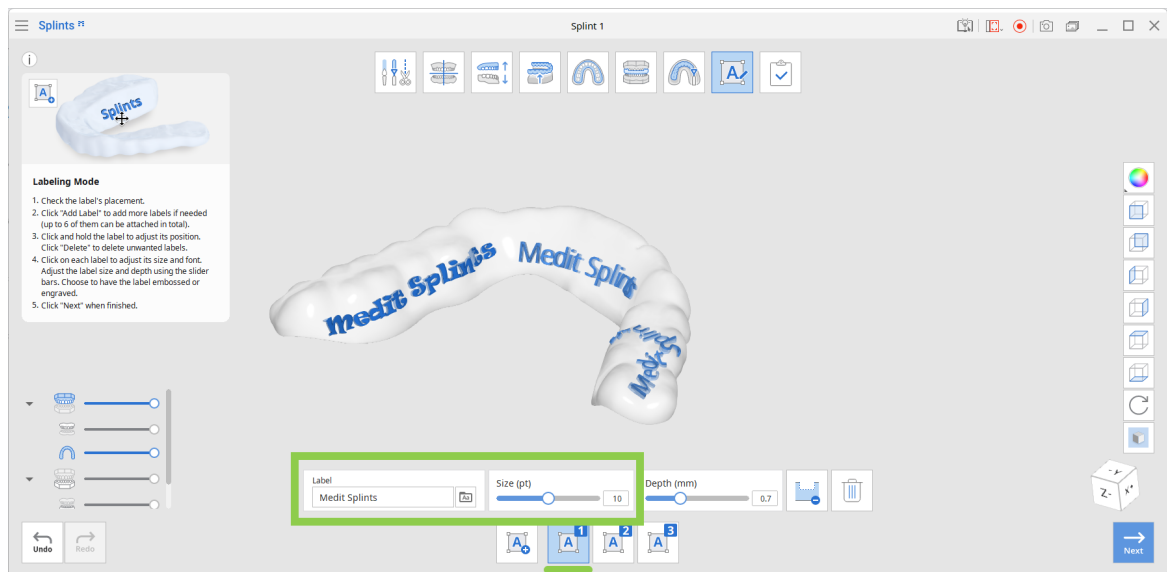 Splints
Splint 1
Splints
Labeling Mode
1. Check the label's placement.
2. Click "Add Label" to add more labels if needed
(up to 6 of them can be attached in total).
3. Click and hold the label to adjust its position.
Click "Delete" to delete unwanted labels.
4. Click on each label to adjust its size and font.
Adjust the label size and depth using the slider
bars. Choose to have the label embossed or
engraved.
5. Click "Next" when finished.
Medit Splints
Medit Splints
Medit Splints
Label
Medit Splints
Aa
Size (pt)
10
Depth (mm)
0.7
Undo
Redo
A
A 1
A 2
A 3
- Y
Z-
X+
Next